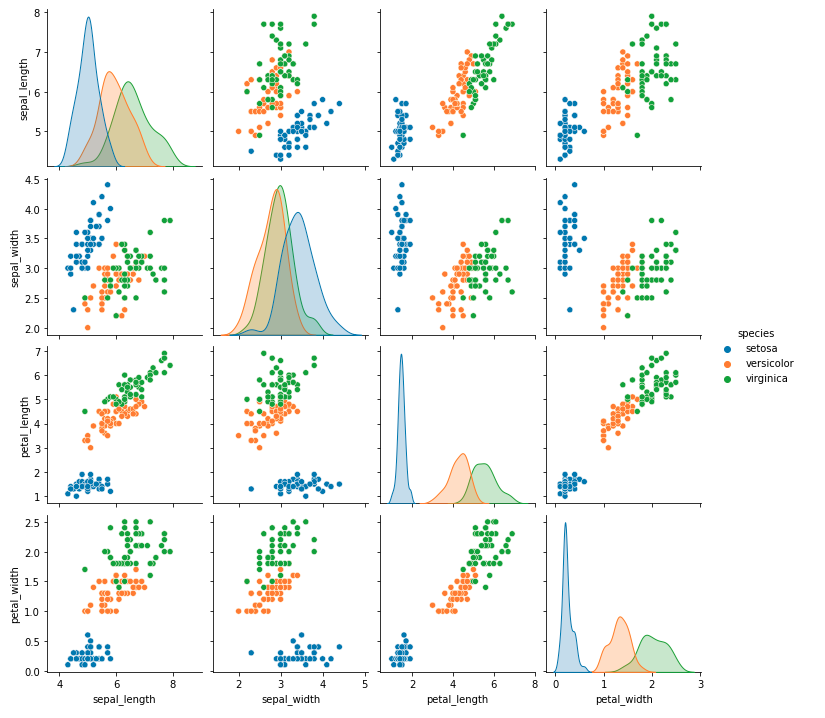 8
7
6
5
sepal_length
4.5
4.0
3.5
3.0
2.5
2.0
sepal_width
species
setosa
versicolor
virginica
7
6
5
4
3
2
1
petal_length
2.5
2.0
1.5
1.0
0.5
0.0
petal_width
4 6 8
2 3 4 5
2 4 6 8
0 1 2 3
sepal_length sepal_width petal_length petal_width